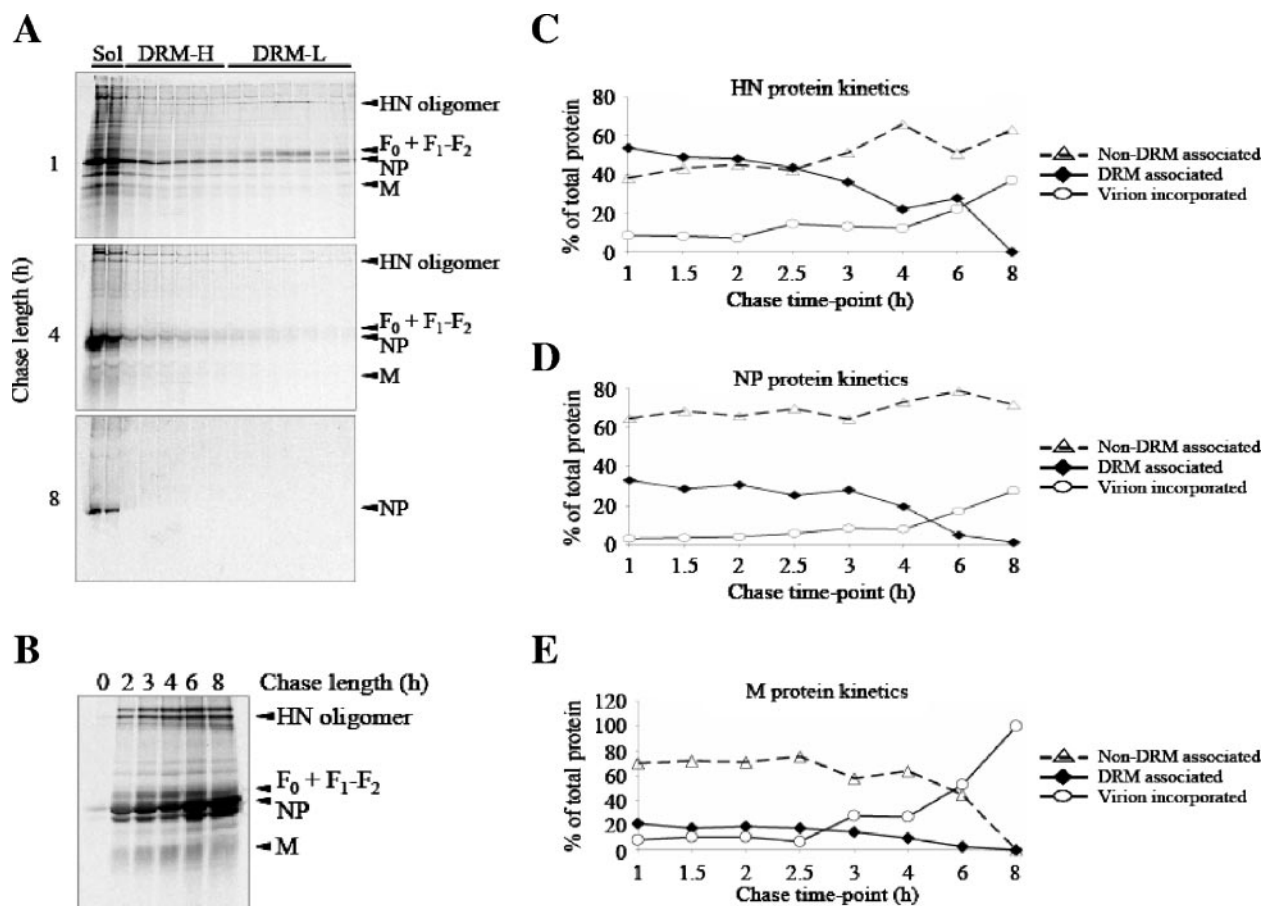 A
Sol DRM-H DRM-L
Chase length (h)
1
HN oligomer
F₀ + F₁-F₂
NP
M
4
HN oligomer
F₀ + F₁-F₂
NP
M
8
NP
B
0 2 3 4 6 8 Chase length (h)
HN oligomer
F₀ + F₁-F₂
NP
M
C
HN protein kinetics
% of total protein
80
60
40
20
0
1 1.5 2 2.5 3 4 6 8
Chase time-point (h)
Non-DRM associated
DRM associated
Virion incorporated
D
NP protein kinetics
% of total protein
80
60
40
20
0
1 1.5 2 2.5 3 4 6 8
Chase time-point (h)
Non-DRM associated
DRM associated
Virion incorporated
E
M protein kinetics
% of total protein
120
100
80
60
40
20
0
1 1.5 2 2.5 3 4 6 8
Chase time-point (h)
Non-DRM associated
DRM associated
Virion incorporated